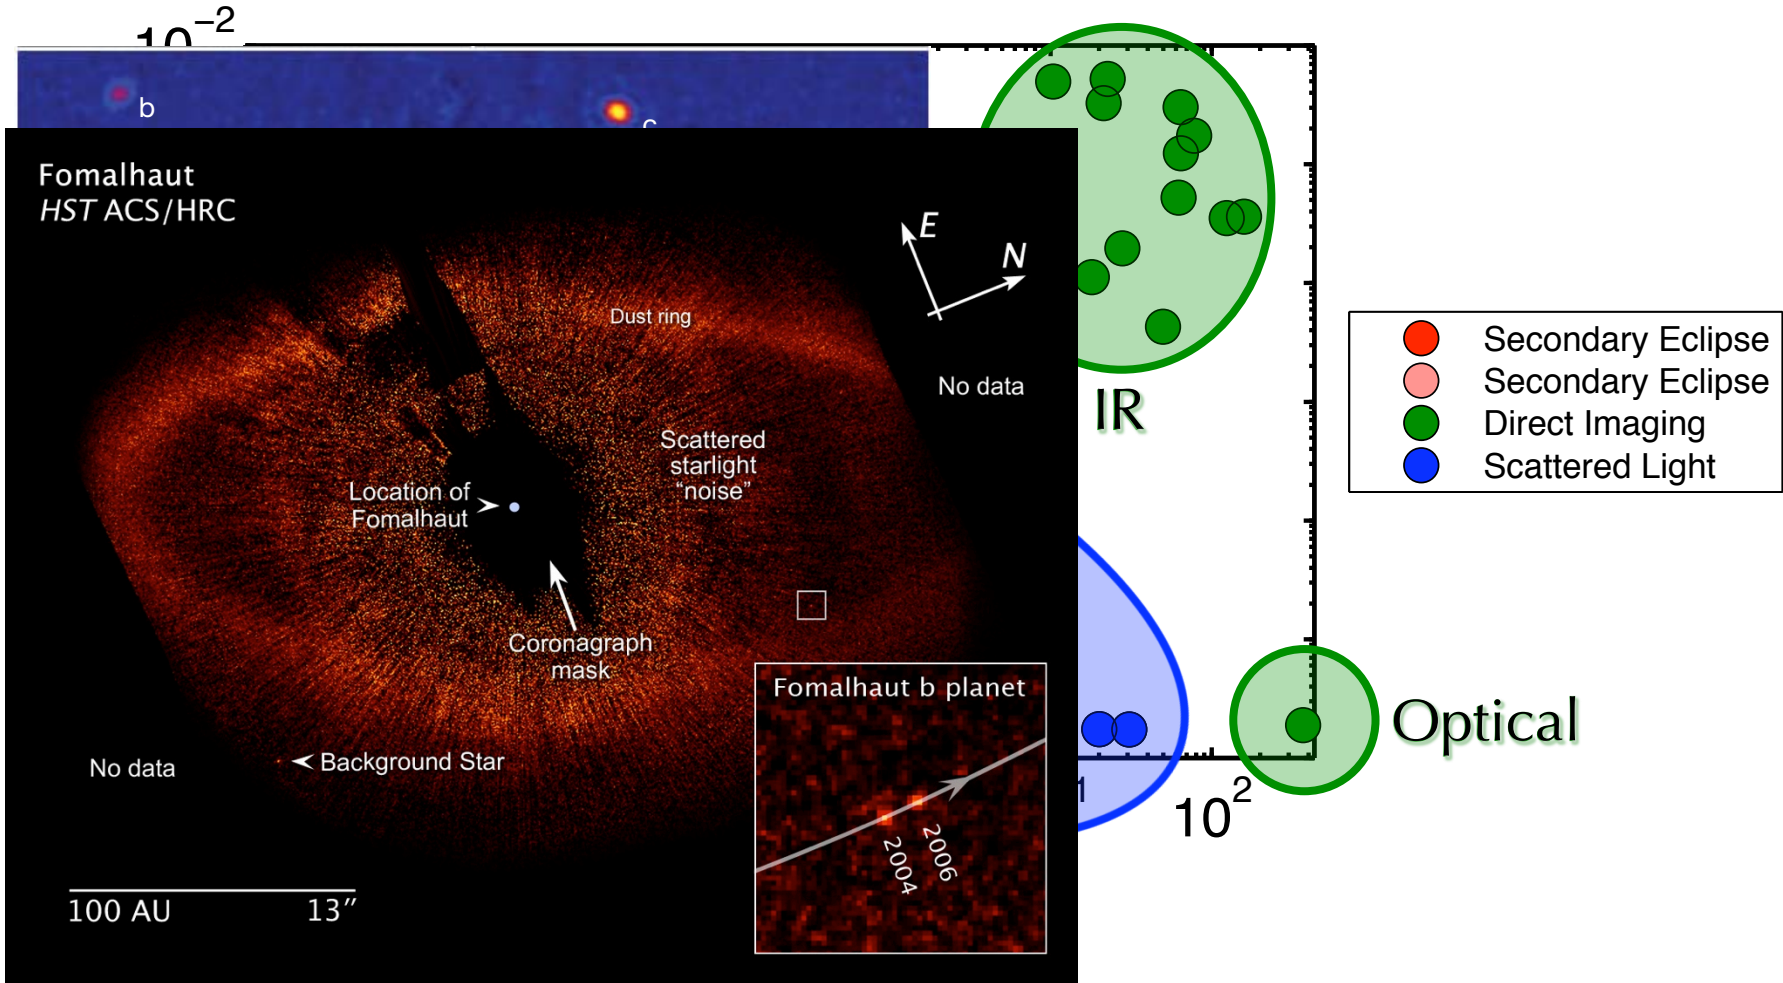 10−2
b
c
Fomalhaut
HST ACS/HRC
E
N
Dust ring
No data
Scattered
starlight
“noise”
Location of
Fomalhaut
Coronagraph
mask
Background Star
No data
100 AU 13″
Fomalhaut b planet
2006
2004
IR
Secondary Eclipse
Secondary Eclipse
Direct Imaging
Scattered Light
Optical
1
10²